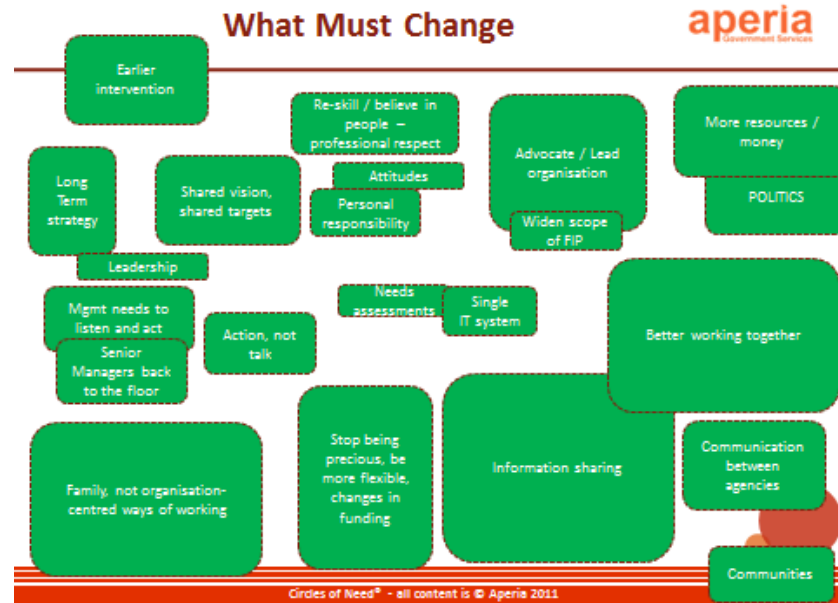 What Must Change
aperia
Government Services
Earlier
intervention
Re-skill / believe in
people –
professional respect
Advocate / Lead
organisation
More resources /
money
Long
Term
strategy
Shared vision,
shared targets
Attitudes
Personal
responsibility
Widen scope
of FIP
POLITICS
Leadership
Mgmt needs to
listen and act
Senior
Managers back
to the floor
Action, not
talk
Needs
assessments
Single
IT system
Better working together
Family, not organisation-
centred ways of working
Stop being
precious, be
more flexible,
changes in
funding
Information sharing
Communication
between
agencies
Communities
Circles of Need® - all content is © Aperia 2011